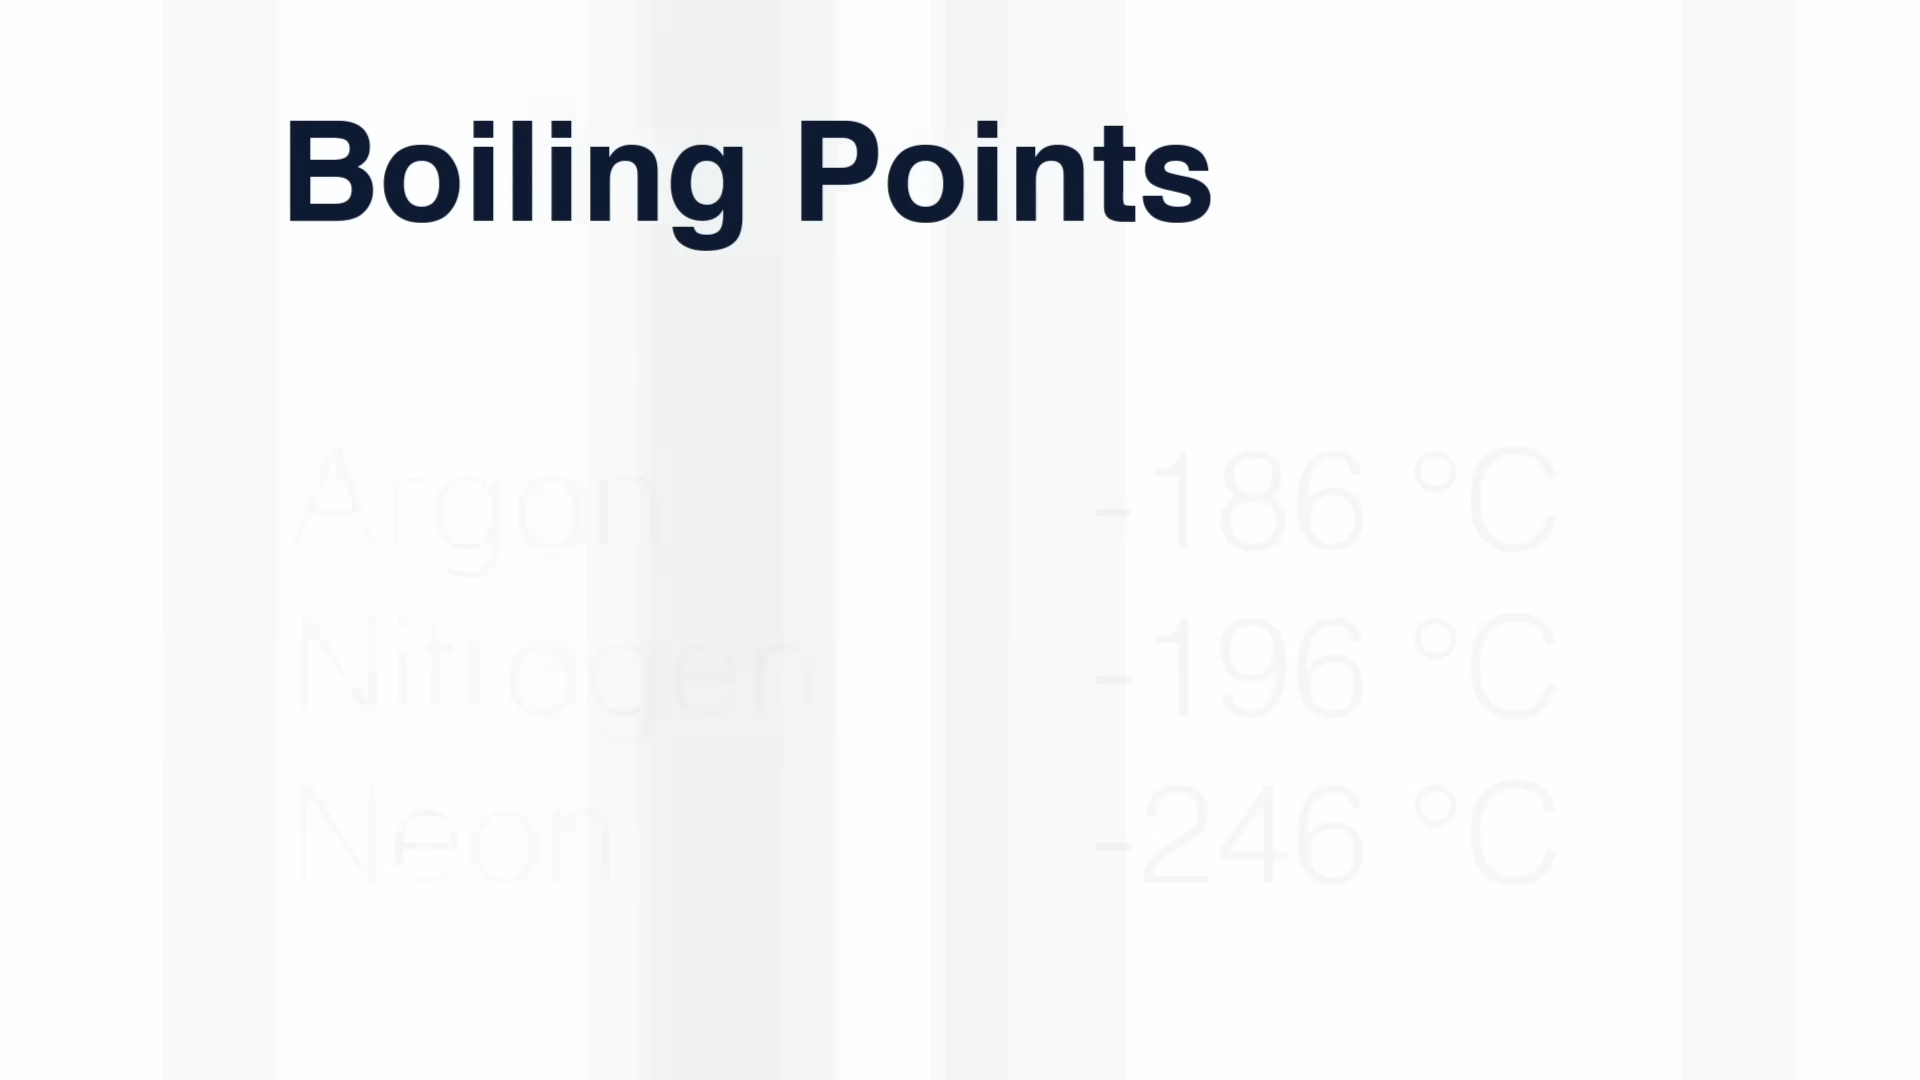 Boiling Points
Argon -186 °C
Nitrogen -196 °C
Neon -246 °C